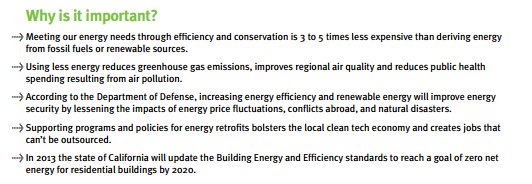 Why is it important?
Meeting our energy needs through efficiency and conservation is 3 to 5 times less expensive than deriving energy
from fossil fuels or renewable sources.
Using less energy reduces greenhouse gas emissions, improves regional air quality and reduces public health
spending resulting from air pollution.
According to the Department of Defense, increasing energy efficiency and renewable energy will improve energy
security by lessening the impacts of energy price fluctuations, conflicts abroad, and natural disasters.
Supporting programs and policies for energy retrofits bolsters the local clean tech economy and creates jobs that
can't be outsourced.
In 2013 the state of California will update the Building Energy and Efficiency standards to reach a goal of zero net
energy for residential buildings by 2020.